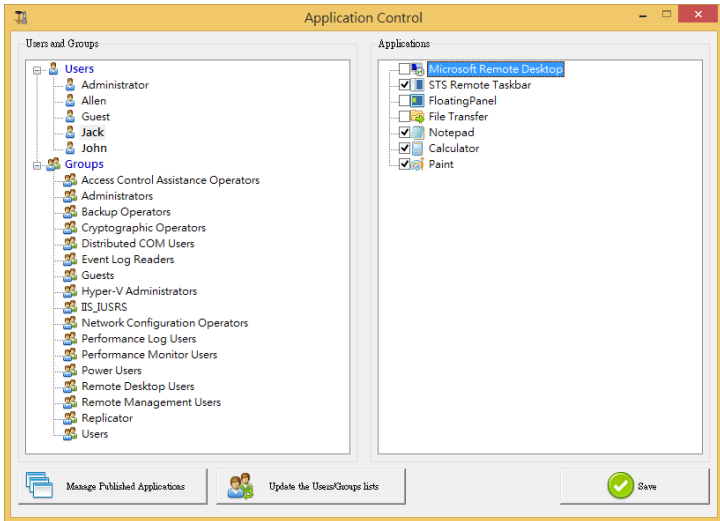 Application Control
Users and Groups
Users
Administrator
Allen
Guest
Jack
John
Groups
Access Control Assistance Operators
Administrators
Backup Operators
Cryptographic Operators
Distributed COM Users
Event Log Readers
Guests
Hyper-V Administrators
IIS_IUSRS
Network Configuration Operators
Performance Log Users
Performance Monitor Users
Power Users
Remote Desktop Users
Remote Management Users
Replicator
Users
Applications
Microsoft Remote Desktop
STS Remote Taskbar
FloatingPanel
File Transfer
Notepad
Calculator
Paint
Manage Published Applications
Update the Users/Groups lists
Save